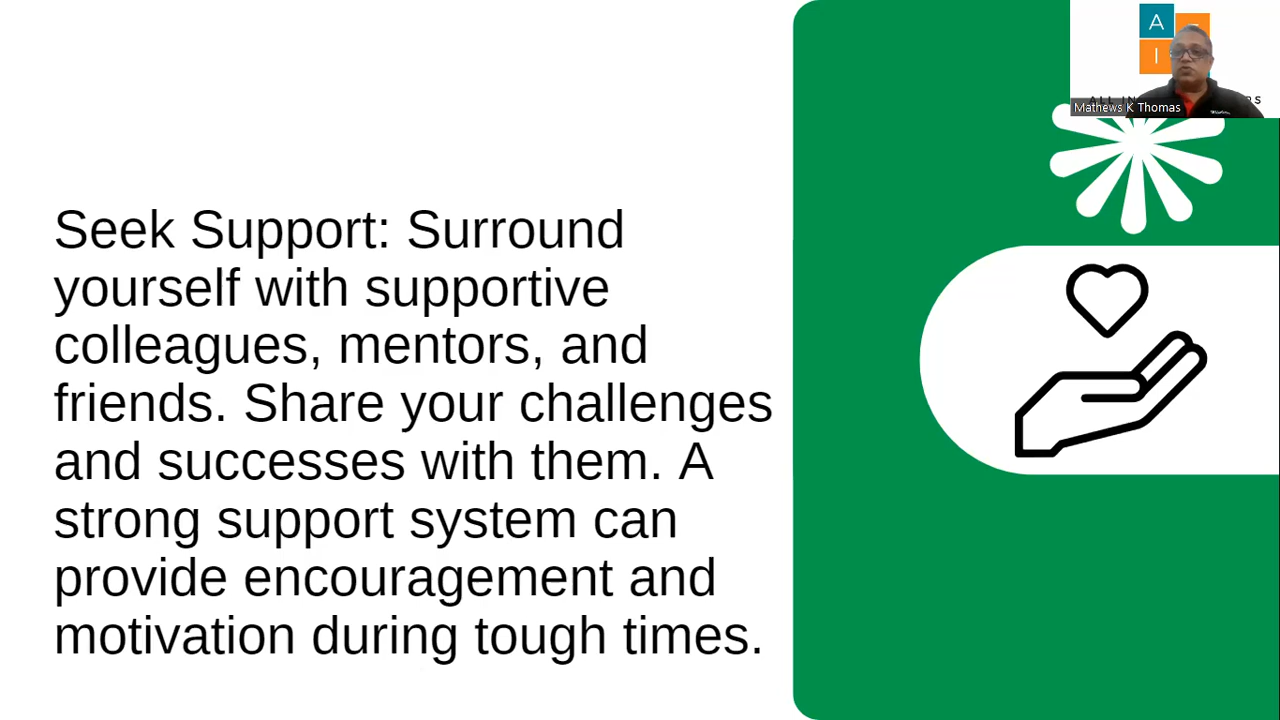 Seek Support: Surround
yourself with supportive
colleagues, mentors, and
friends. Share your challenges
and successes with them. A
strong support system can
provide encouragement and
motivation during tough times.
A
I
Mathews K Thomas